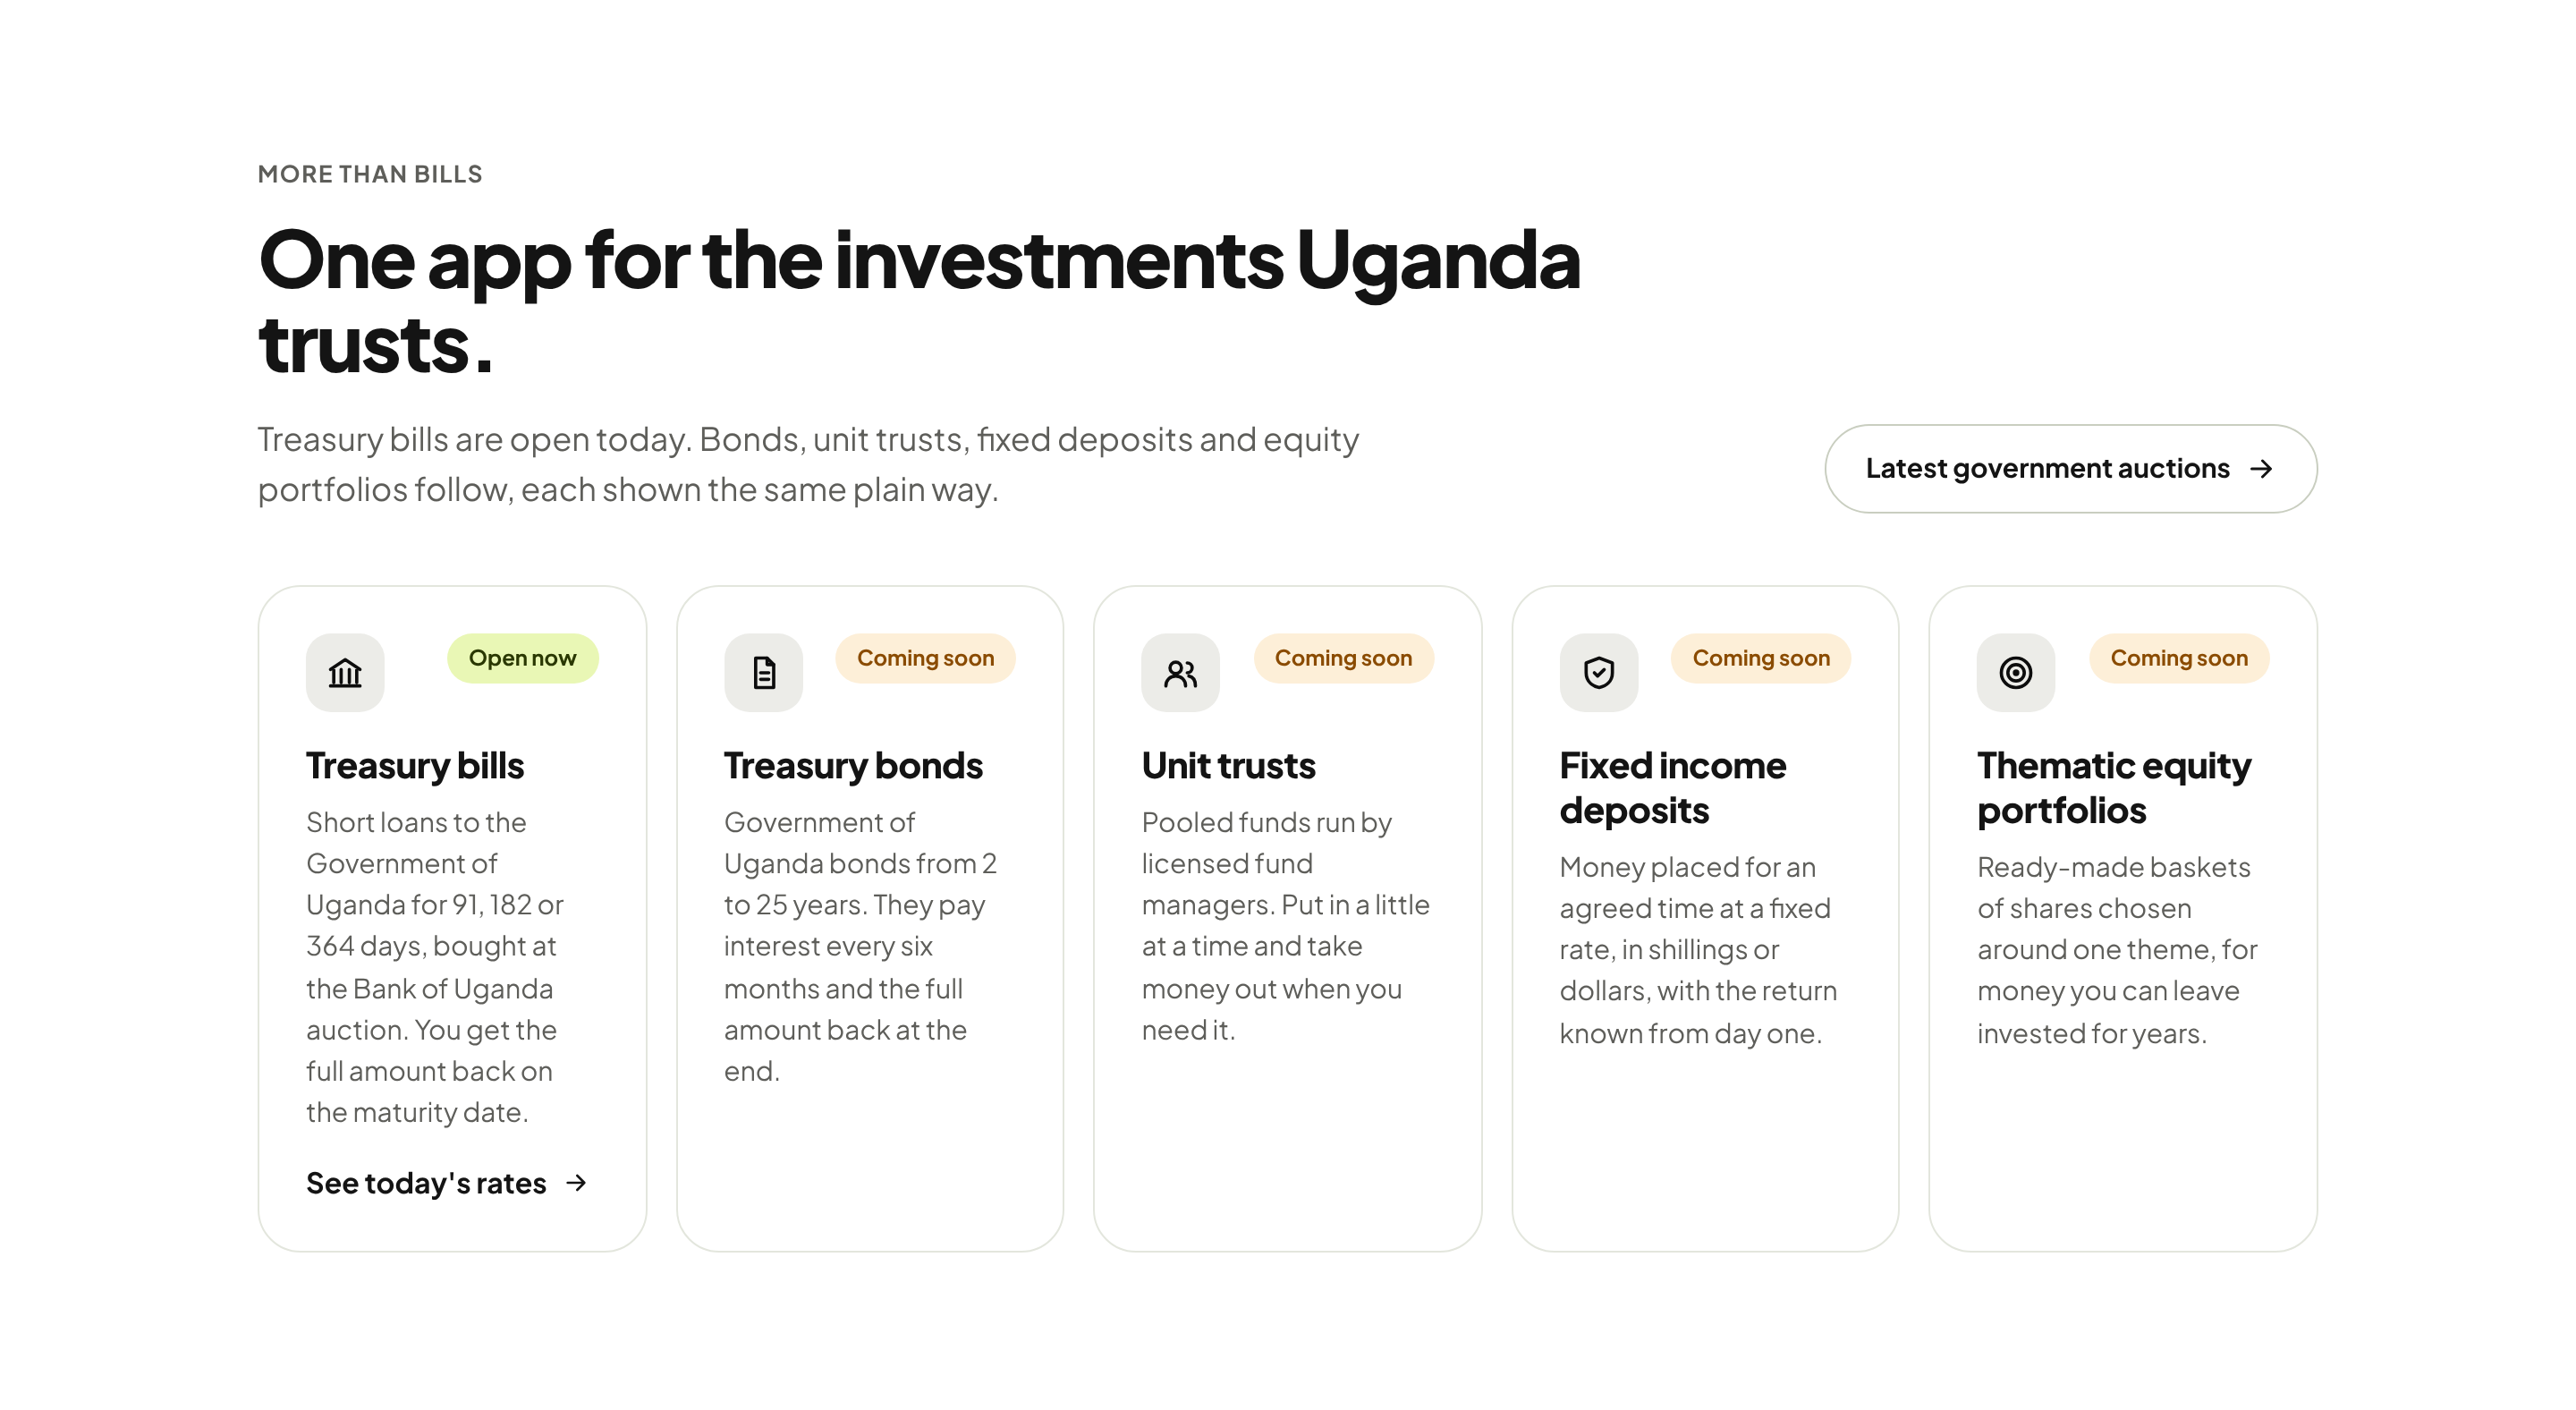 MORE THAN BILLS
One app for the investments Uganda
trusts.
Treasury bills are open today. Bonds, unit trusts, fixed deposits and equity
portfolios follow, each shown the same plain way.
Latest government auctions
Open now
Treasury bills
Short loans to the
Government of
Uganda for 91, 182 or
364 days, bought at
the Bank of Uganda
auction. You get the
full amount back on
the maturity date.
See today's rates
Coming soon
Treasury bonds
Government of
Uganda bonds from 2
to 25 years. They pay
interest every six
months and the full
amount back at the
end.
Coming soon
Unit trusts
Pooled funds run by
licensed fund
managers. Put in a little
at a time and take
money out when you
need it.
Coming soon
Fixed income
deposits
Money placed for an
agreed time at a fixed
rate, in shillings or
dollars, with the return
known from day one.
Coming soon
Thematic equity
portfolios
Ready-made baskets
of shares chosen
around one theme, for
money you can leave
invested for years.